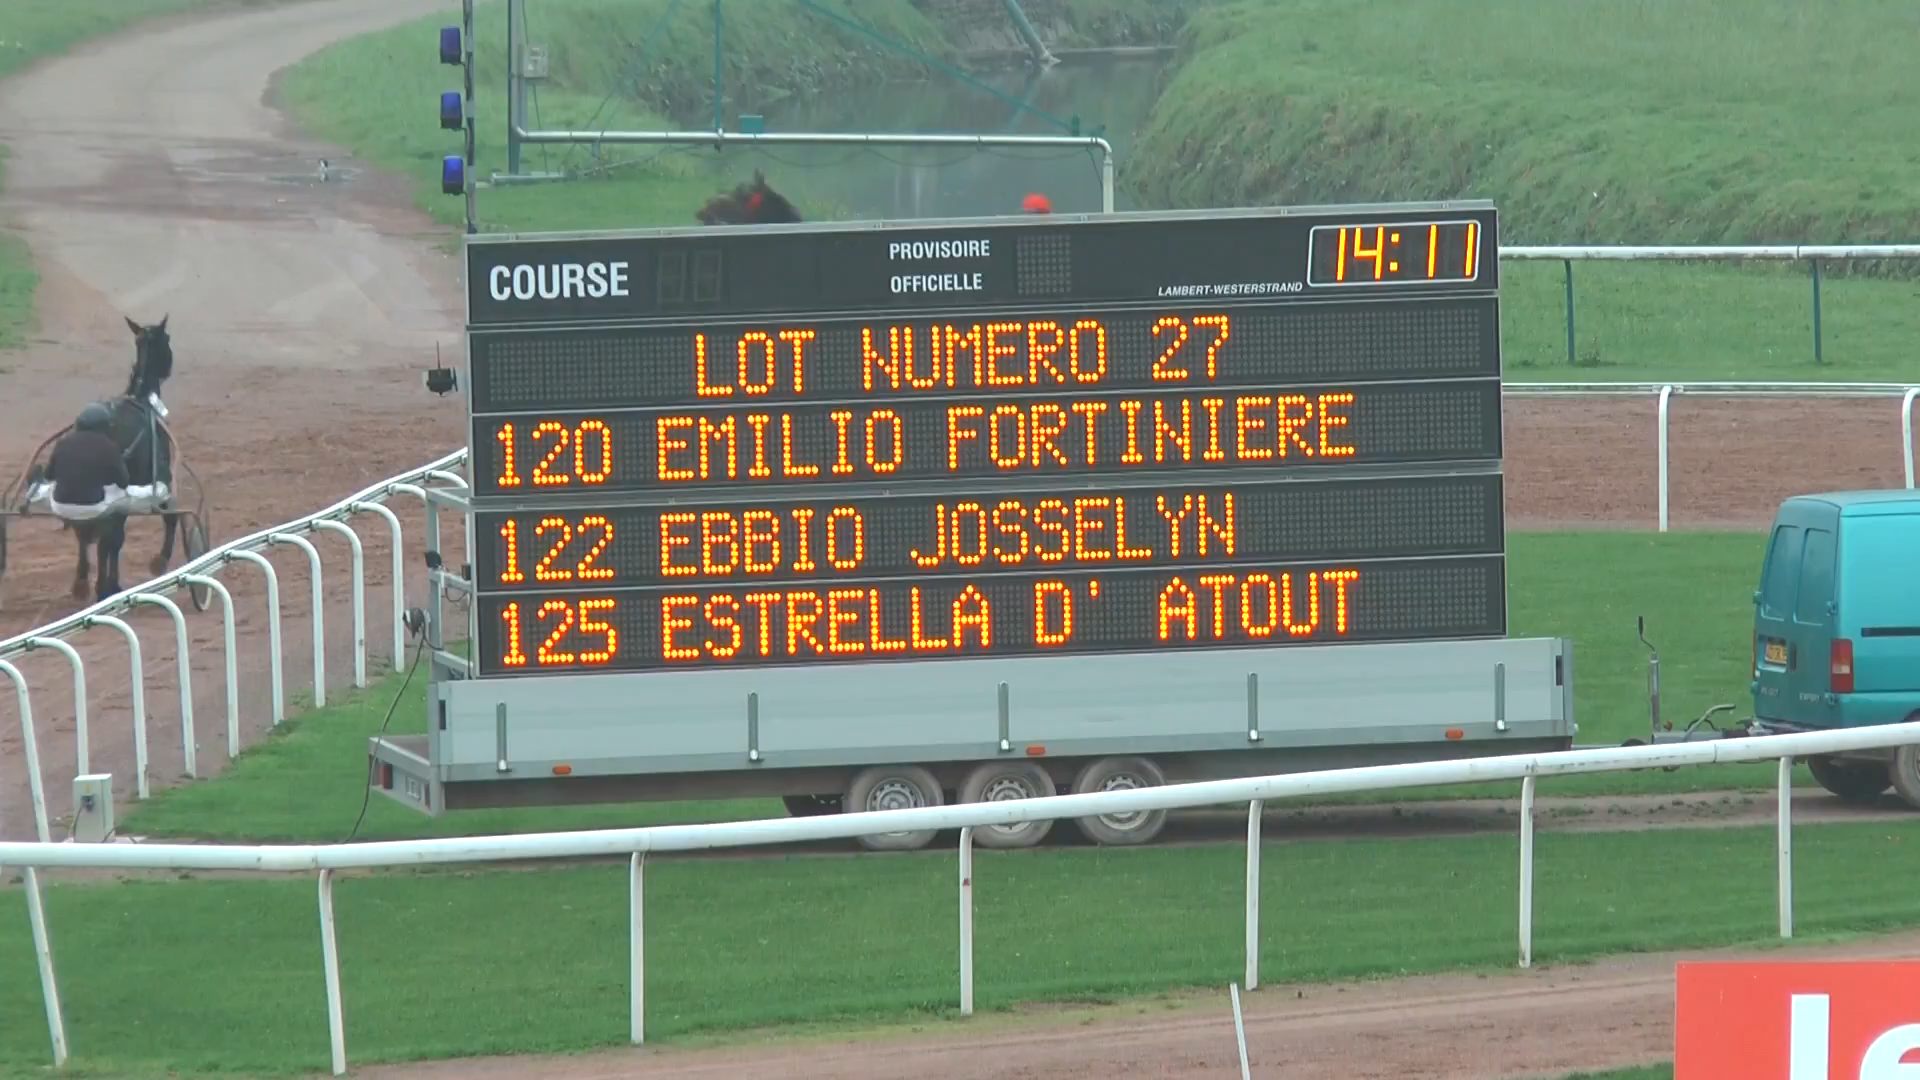 COURSE
PROVISOIRE
OFFICIELLE
LAMBERT-WESTERSTRAND
14:11
LOT NUMERO 27
120 EMILIO FORTINIERE
122 EBBIO JOSSELYN
125 ESTRELLA D' ATOUT
le